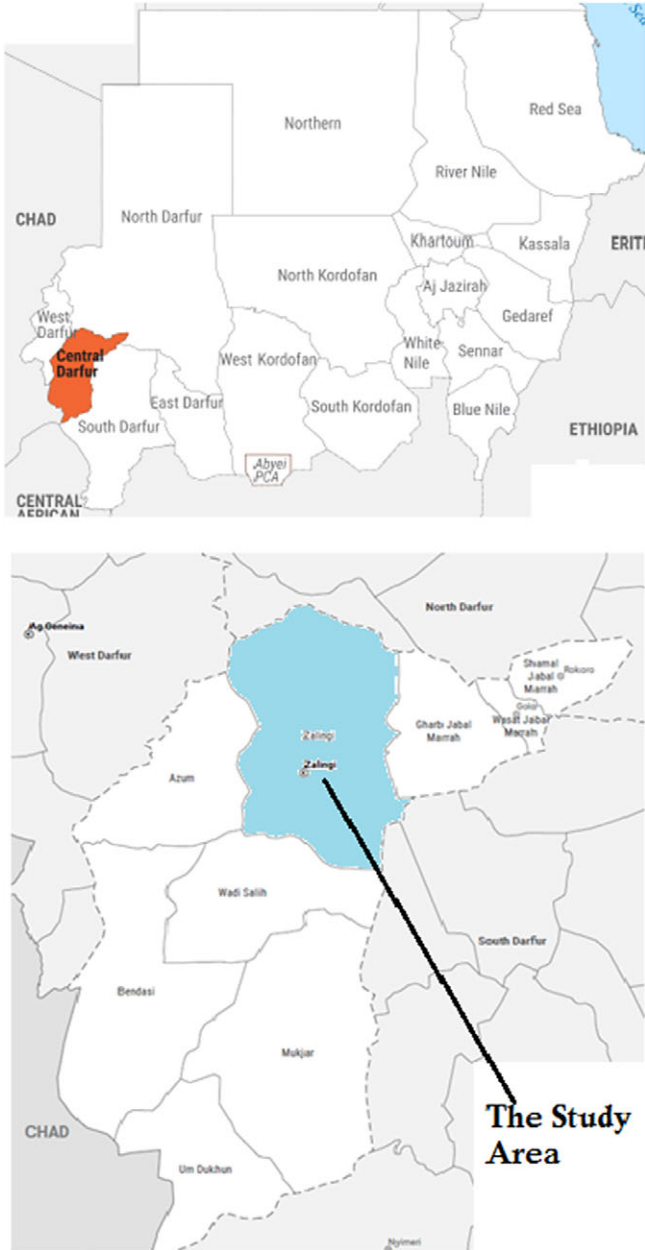 Northern
Red Sea
River Nile
CHAD
North Darfur
Khartoum
Kassala
ERIT
North Kordofan
Aj Jazirah
West
Darfur
Gedaref
Central
Darfur
West Kordofan
White
Nile
Sennar
East Darfur
South Kordofan
Blue Nile
South Darfur
ETHIOPIA
Abyei
PCA
CENTRAL
AFRICAN
North Darfur
Ag Geneina
West Darfur
Shamal
Jabal
Marrah
Rokoro
Golo
Gharbi Jabal
Marrah
Wasat Jabal
Marrah
Zalingi
Zalingi
Azum
Wadi Salih
South Darfur
Bendasi
Mukjar
The Study
Area
CHAD
Um Dukhun
Nyimeri